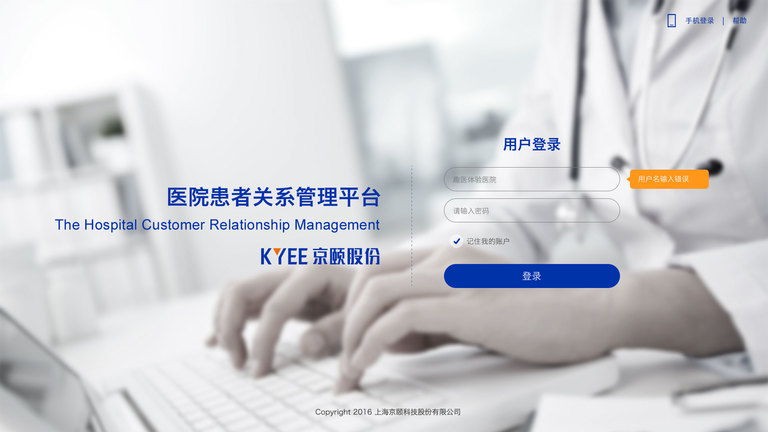 手机登录 | 帮助
用户登录
趣医体验医院
用户名输入错误
请输入密码
记住我的账户
登录
医院患者关系管理平台
The Hospital Customer Relationship Management
KYEE 京颐股份
Copyright 2016 上海京颐科技股份有限公司